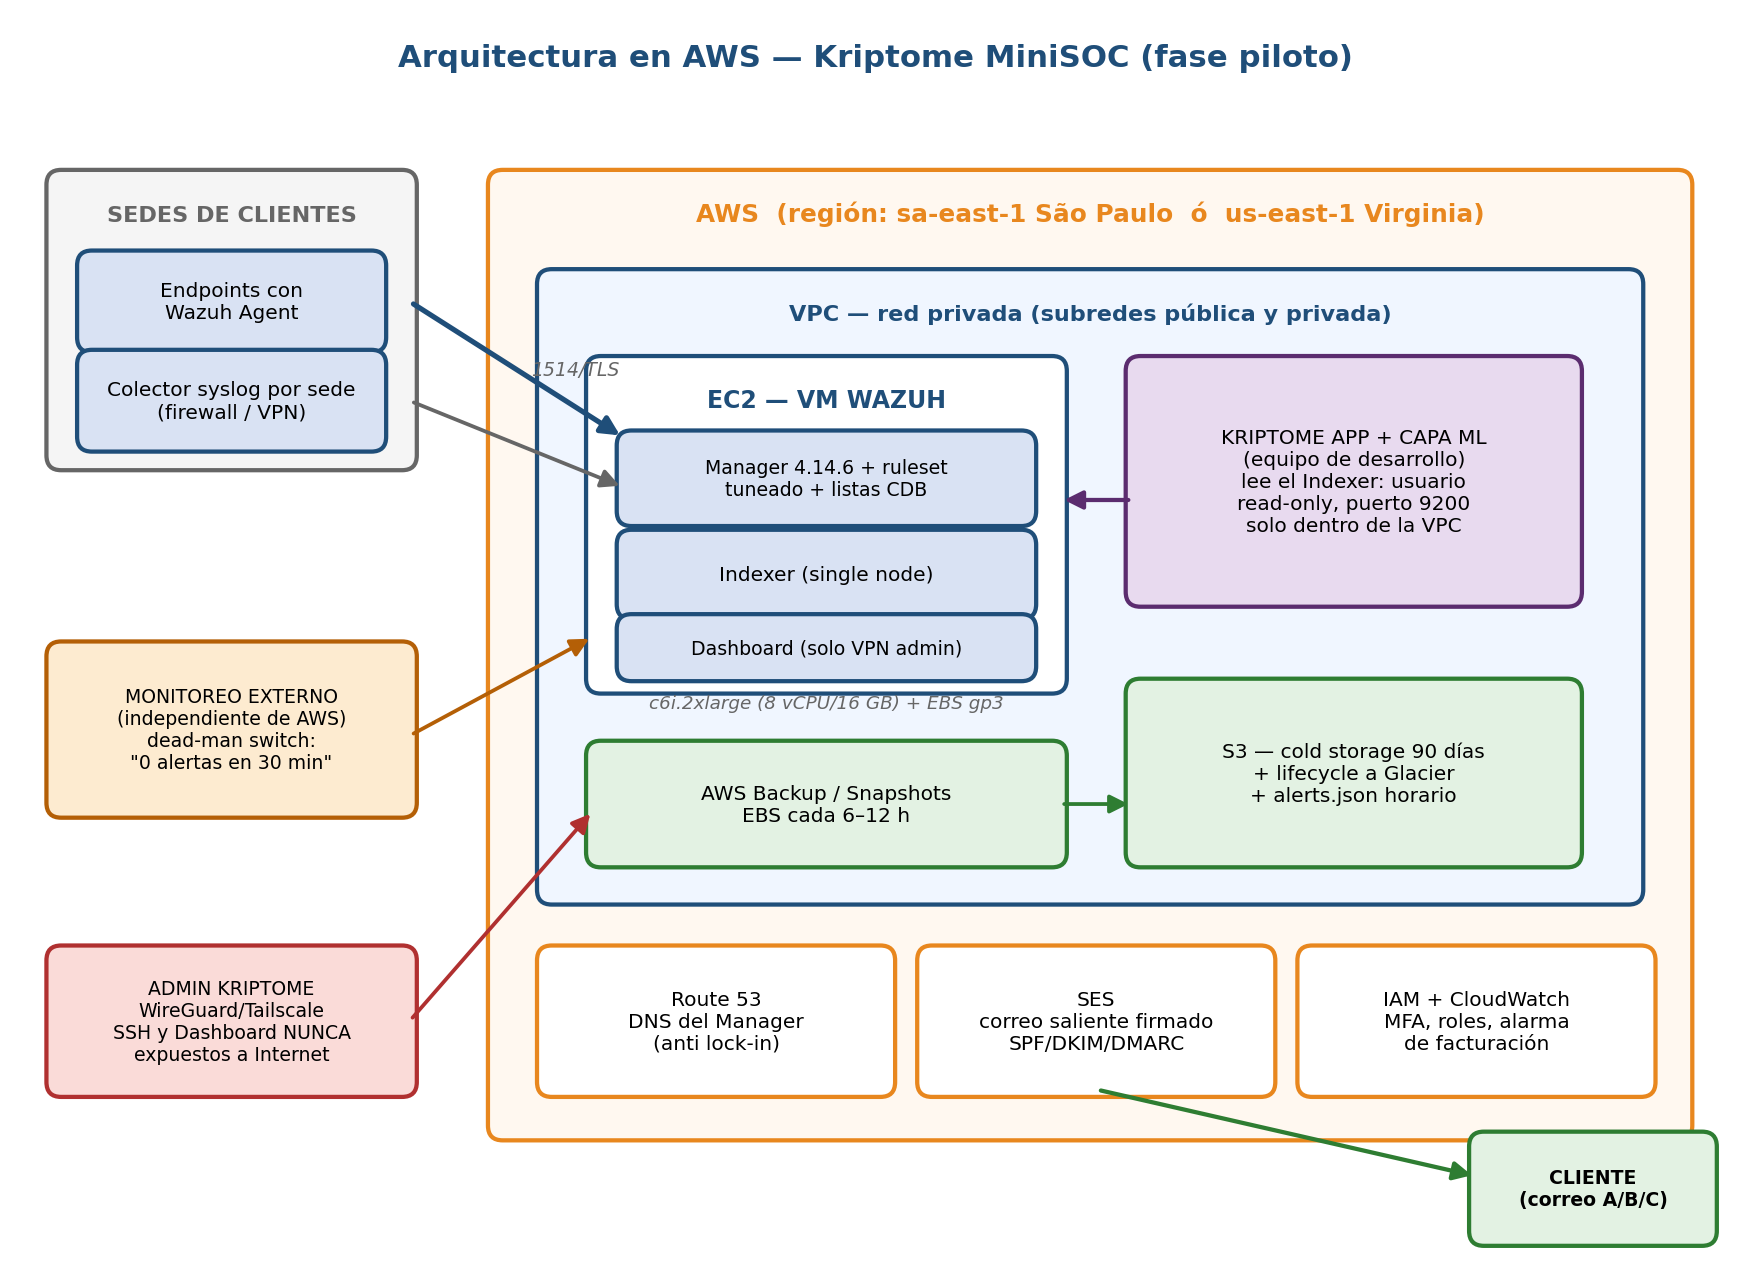 Arquitectura en AWS — Kriptome MiniSOC (fase piloto)
SEDES DE CLIENTES
Endpoints con
Wazuh Agent
Colector syslog por sede
(firewall / VPN)
MONITOREO EXTERNO
(independiente de AWS)
dead-man switch:
"0 alertas en 30 min"
ADMIN KRIPTOME
WireGuard/Tailscale
SSH y Dashboard NUNCA
expuestos a Internet
AWS  (región: sa-east-1 São Paulo  ó  us-east-1 Virginia)
VPC — red privada (subredes pública y privada)
1514/TLS
EC2 — VM WAZUH
Manager 4.14.6 + ruleset
tuneado + listas CDB
Indexer (single node)
Dashboard (solo VPN admin)
c6i.2xlarge (8 vCPU/16 GB) + EBS gp3
KRIPTOME APP + CAPA ML
(equipo de desarrollo)
lee el Indexer: usuario
read-only, puerto 9200
solo dentro de la VPC
AWS Backup / Snapshots
EBS cada 6–12 h
S3 — cold storage 90 días
+ lifecycle a Glacier
+ alerts.json horario
Route 53
DNS del Manager
(anti lock-in)
SES
correo saliente firmado
SPF/DKIM/DMARC
IAM + CloudWatch
MFA, roles, alarma
de facturación
CLIENTE
(correo A/B/C)